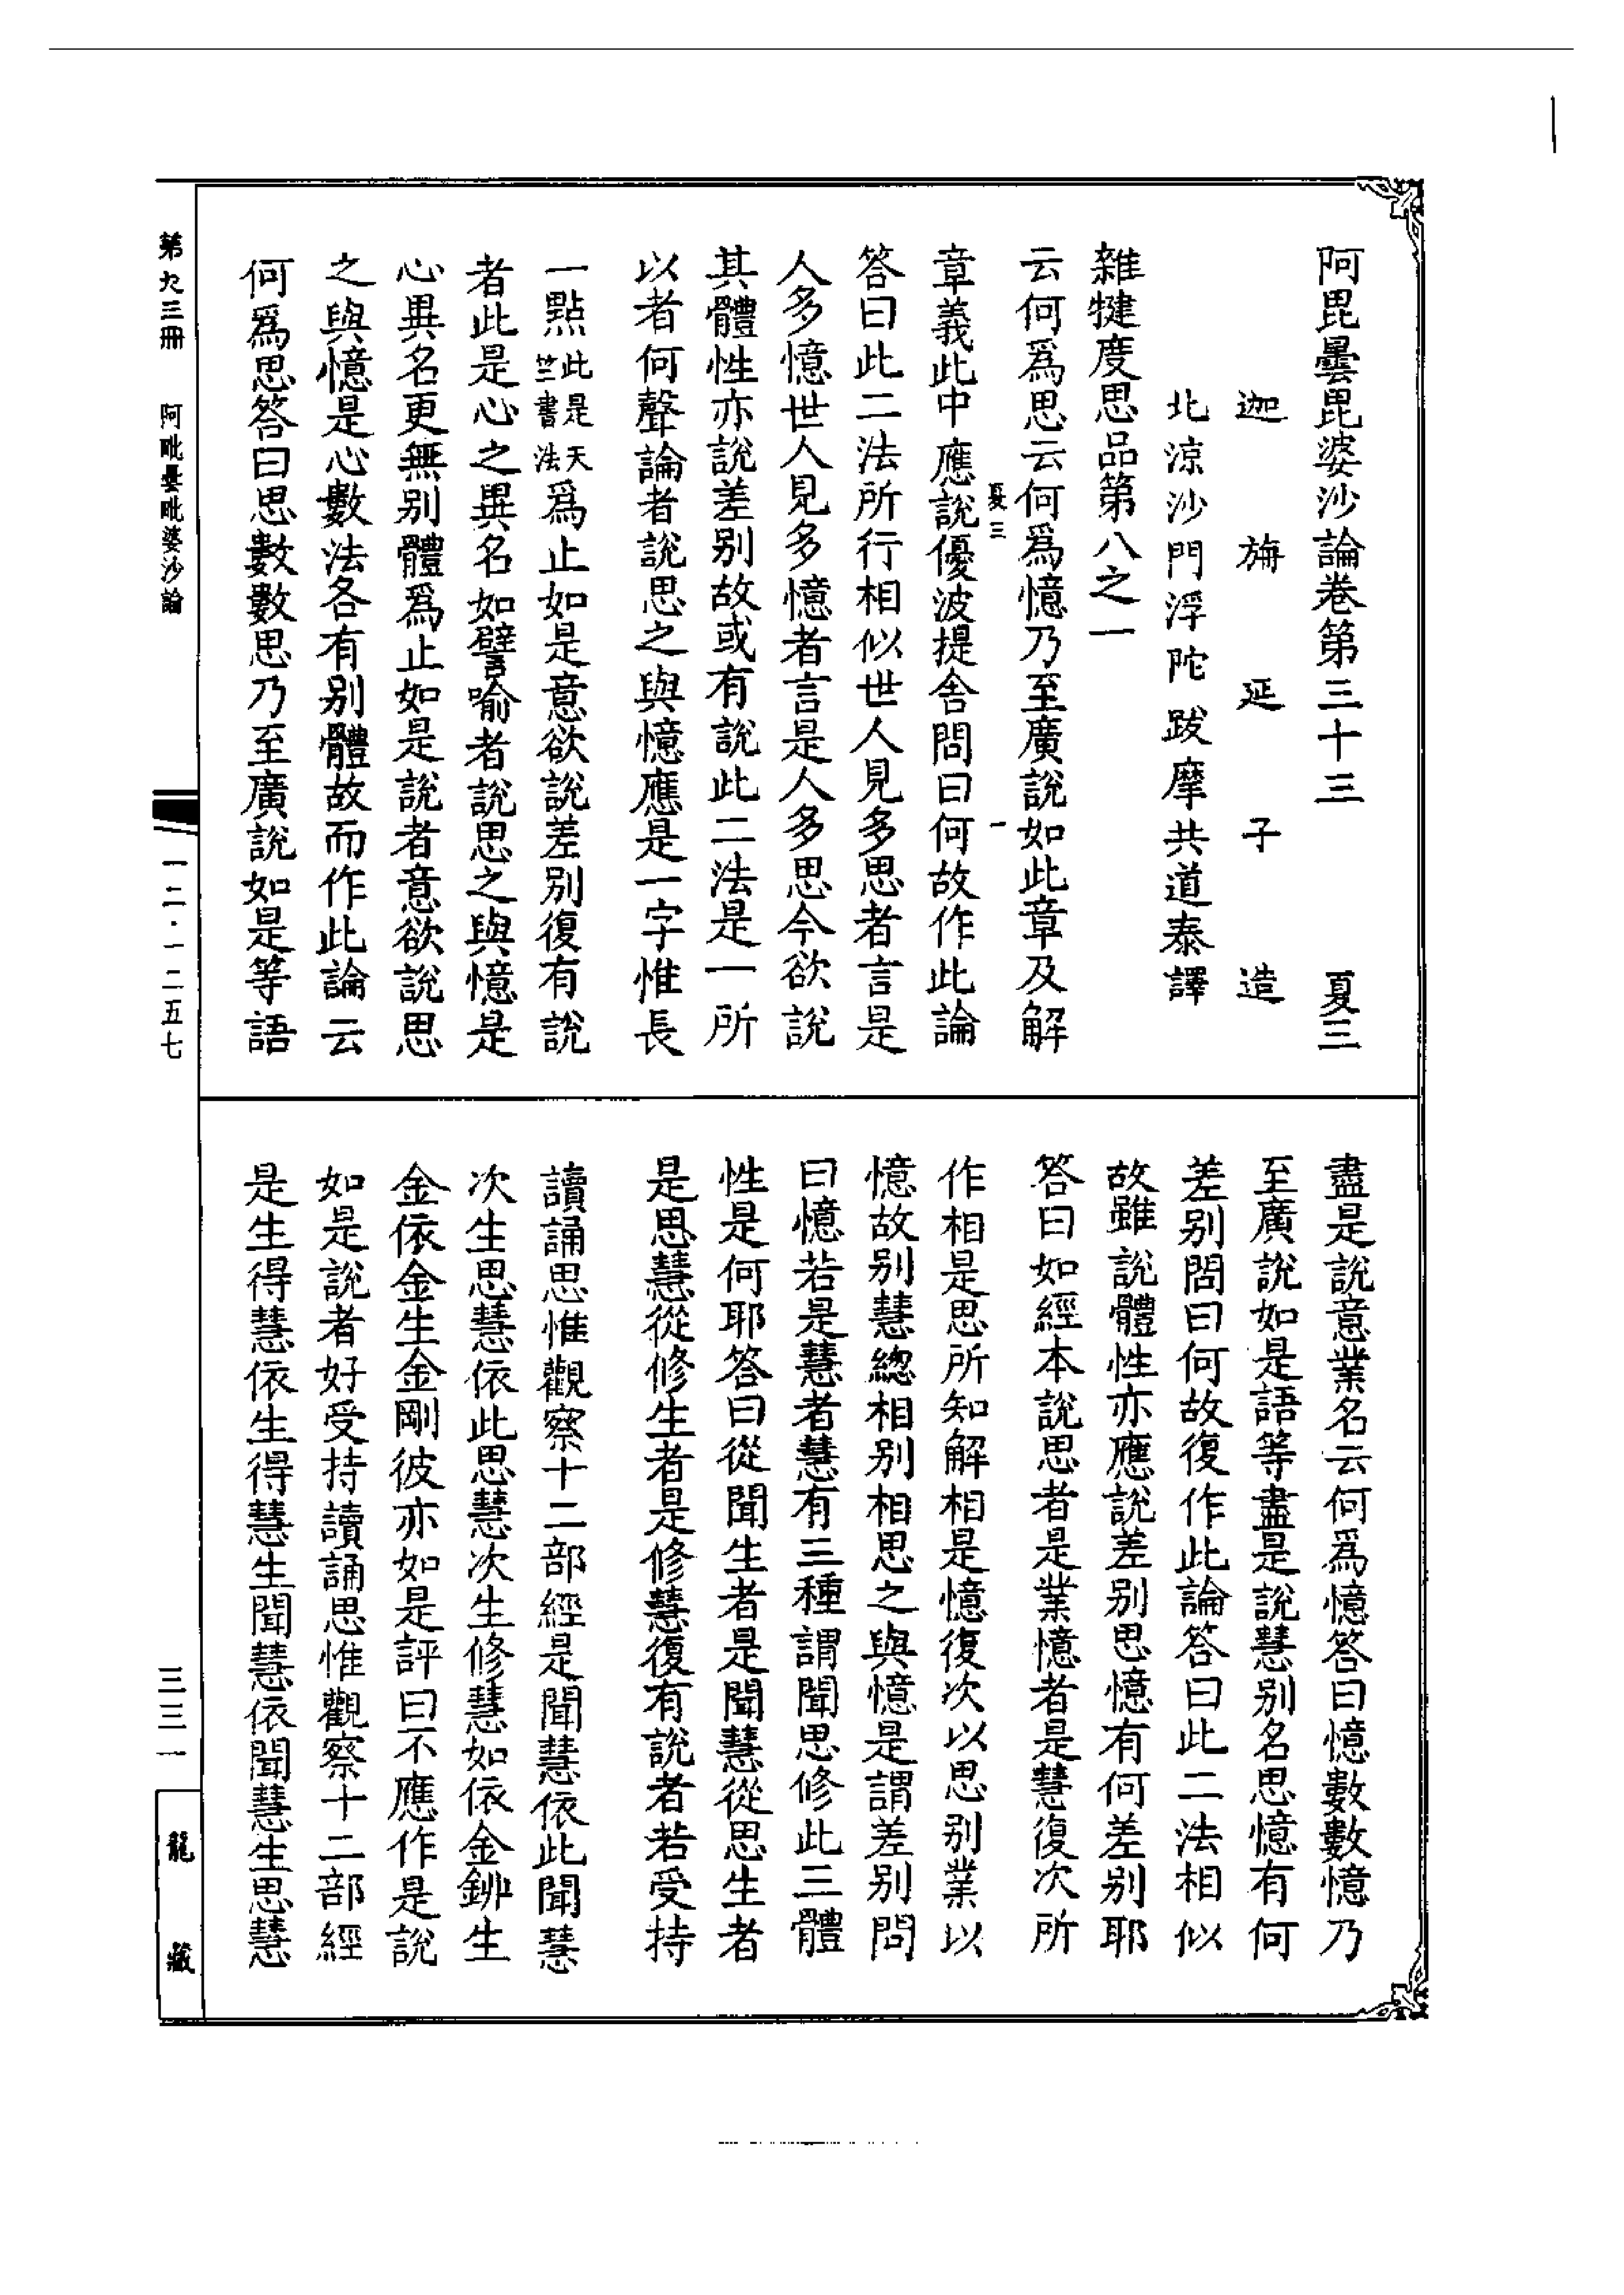 阿毘曇毘婆沙論卷第三十三 夏三
迦旃延子造
北涼沙門浮陀跋摩共道泰譯
雜犍度思品第八之一
云何爲思云何爲憶乃至廣說如此章及解
夏三 一
章義此中應說優波提舍問曰何故作此論
答曰此二法所行相似世人見多思者言是
人多憶世人見多憶者言是人多思今欲說
其體性亦說差别故或有說此二法是一所
以者何聲論者說思之與憶應是一字惟長
一點此是天竺書法爲止如是意欲說差别復有說
者此是心之異名如譬喻者說思之與憶是
心異名更無别體爲止如是說者意欲說思
之與憶是心數法各有别體故而作此論云
何爲思答曰思數數思乃至廣說如是等語
盡是說意業名云何爲憶答曰憶數數憶乃
至廣說如是語等盡是說慧别名思憶有何
差别問曰何故復作此論答曰此二法相似
故雖說體性亦應說差别思憶有何差别耶
答曰如經本說思者是業憶者是慧復次所
作相是思所知解相是憶復次以思别業以
憶故别慧總相别相思之與憶是謂差别問
曰憶若是慧者慧有三種謂聞思修此三體
性是何耶答曰從聞生者是聞慧從思生者
是思慧從修生者是修慧復有說者若受持
讀誦思惟觀察十二部經是聞慧依此聞慧
次生思慧依此思慧次生修慧如依金鉚生
金依金生金剛彼亦如是評曰不應作是說
如是說者好受持讀誦思惟觀察十二部經
是生得慧依生得慧生聞慧依聞慧生思慧
第九三冊 阿毗曇毗婆沙論
一二·一二五七
三三一
龍藏